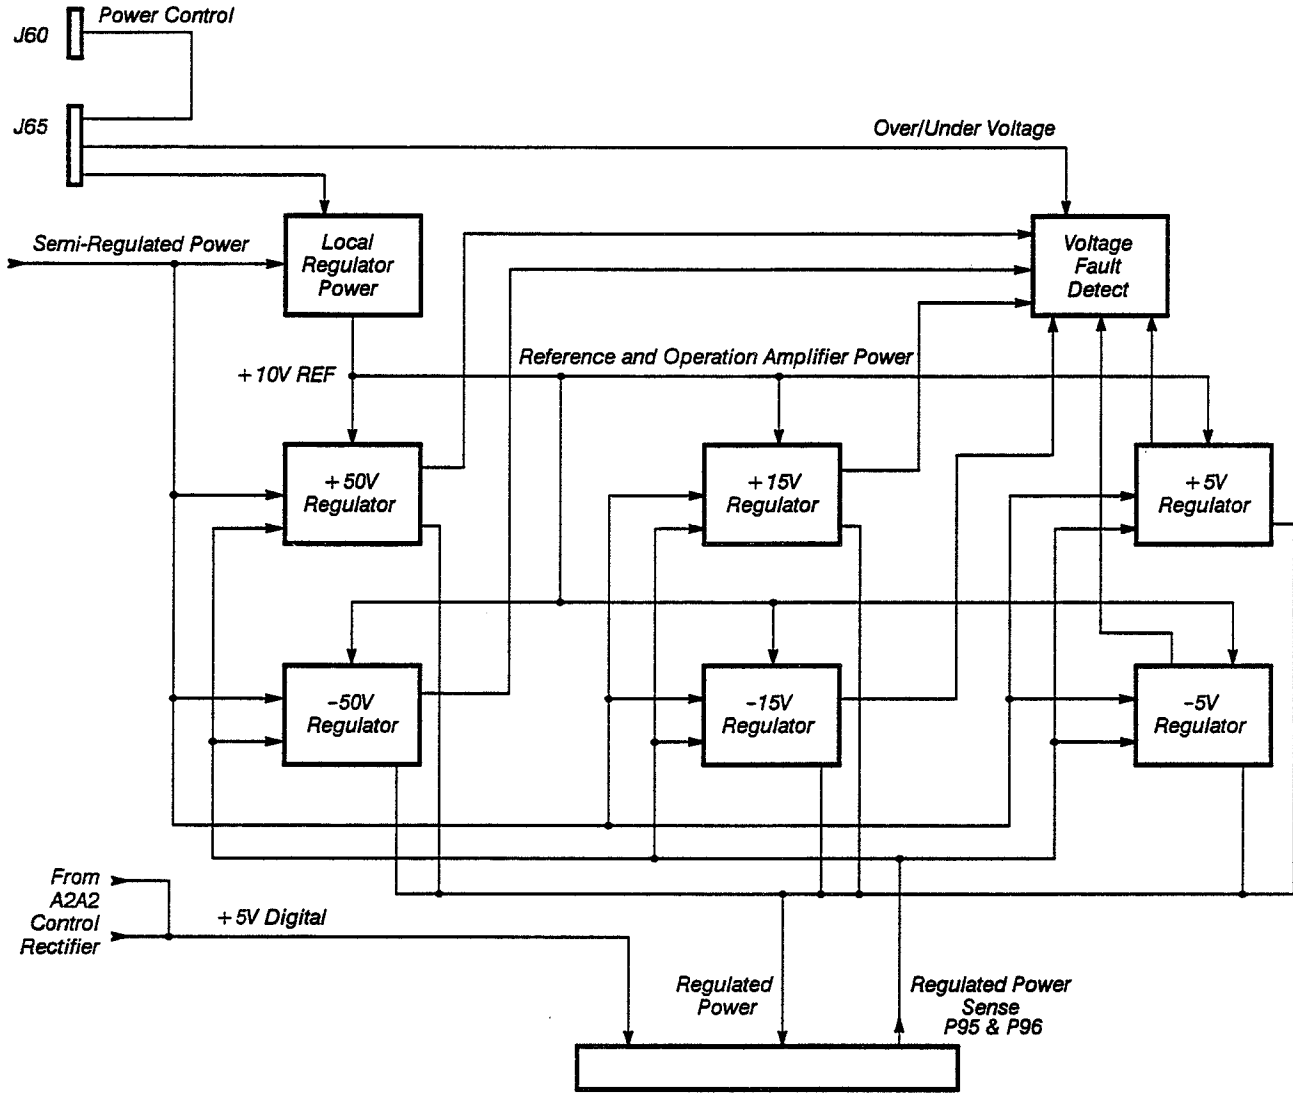 Power Control
J60
J65
Over/Under Voltage
Semi-Regulated Power
Local
Regulator
Power
Voltage
Fault
Detect
Reference and Operation Amplifier Power
+10V REF
+50V
Regulator
+15V
Regulator
+5V
Regulator
-50V
Regulator
-15V
Regulator
-5V
Regulator
From
A2A2
Control
Rectifier
+5V Digital
Regulated
Power
Regulated Power
Sense
P95 & P96